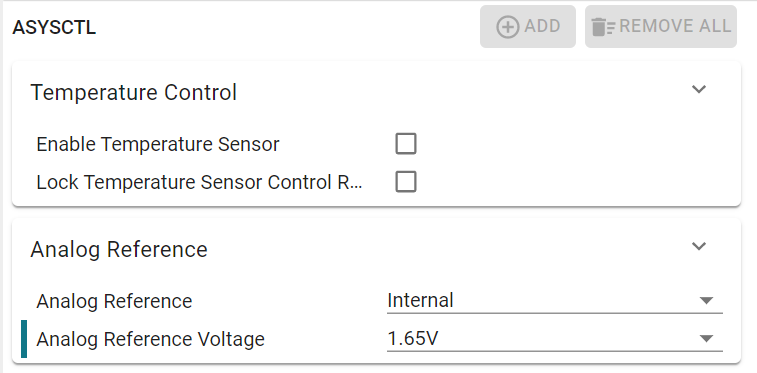 ASYSCTL
ADD
REMOVE ALL
Temperature Control
Enable Temperature Sensor
Lock Temperature Sensor Control R...
Analog Reference
Analog Reference Internal
Analog Reference Voltage 1.65V